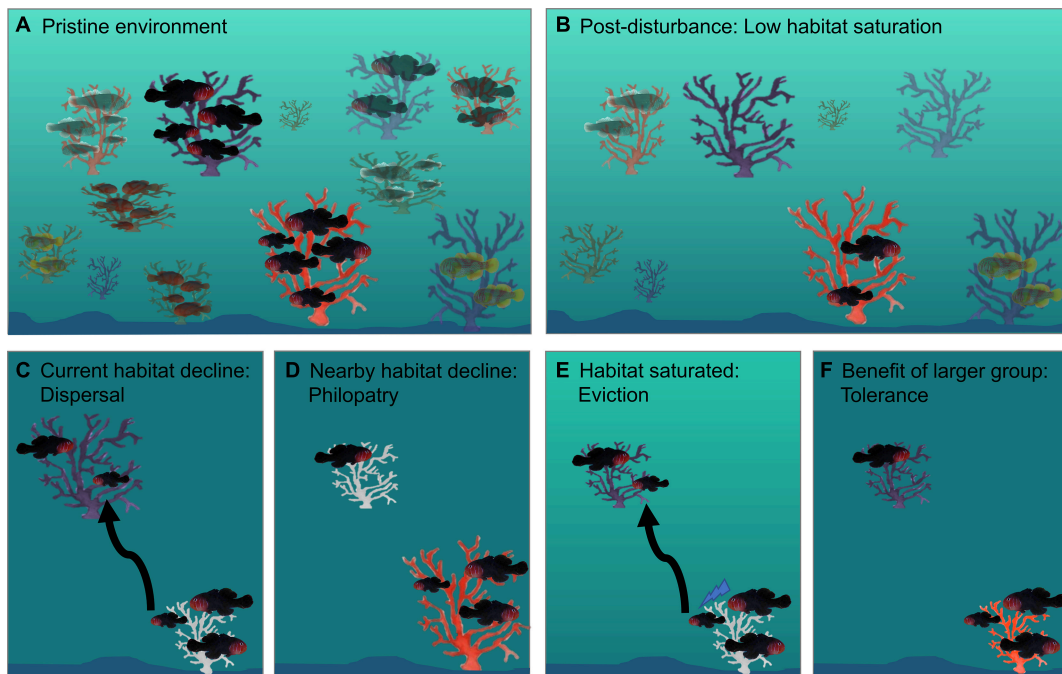 A Pristine environment
B Post-disturbance: Low habitat saturation
C Current habitat decline:
Dispersal
D Nearby habitat decline:
Philopatry
E Habitat saturated:
Eviction
F Benefit of larger group:
Tolerance